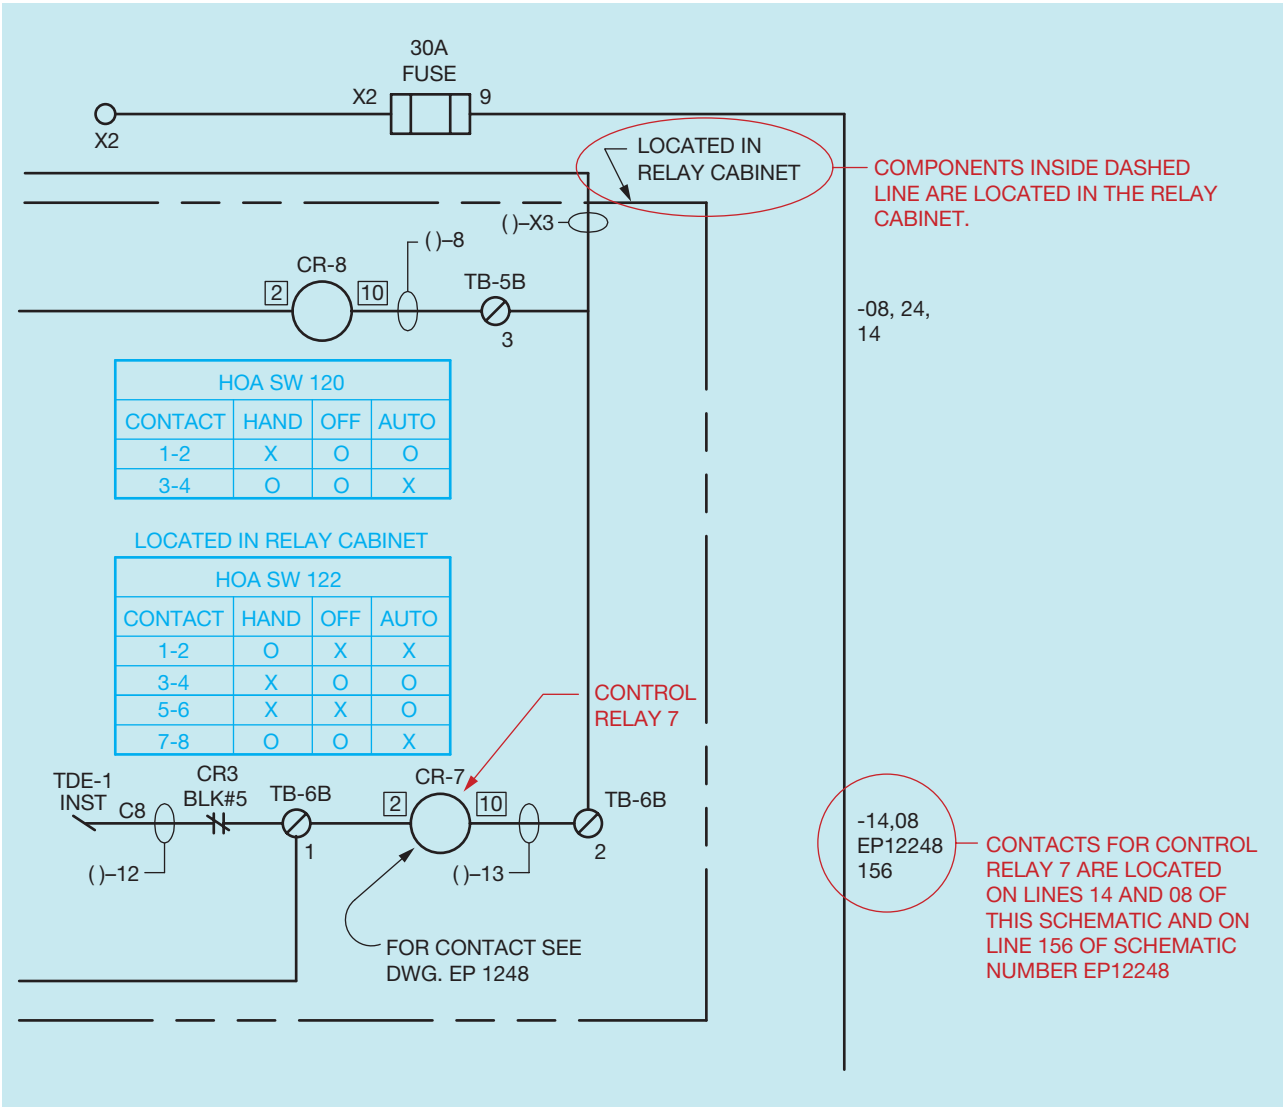 30A
FUSE
X2
9
X2
LOCATED IN
RELAY CABINET
COMPONENTS INSIDE DASHED
LINE ARE LOCATED IN THE RELAY
CABINET.
( )–X3
( )–8
CR-8
TB-5B
2
10
3
-08, 24,
14
HOA SW 120
CONTACT HAND OFF AUTO
1-2 X O O
3-4 O O X
LOCATED IN RELAY CABINET
HOA SW 122
CONTACT HAND OFF AUTO
1-2 O X X
3-4 X O O
5-6 X X O
7-8 O O X
CONTROL
RELAY 7
TDE-1
INST
C8
CR3
BLK#5
TB-6B
CR-7
2
10
TB-6B
1
2
( )–12
( )–13
FOR CONTACT SEE
DWG. EP 1248
-14,08
EP12248
156
CONTACTS FOR CONTROL
RELAY 7 ARE LOCATED
ON LINES 14 AND 08 OF
THIS SCHEMATIC AND ON
LINE 156 OF SCHEMATIC
NUMBER EP12248